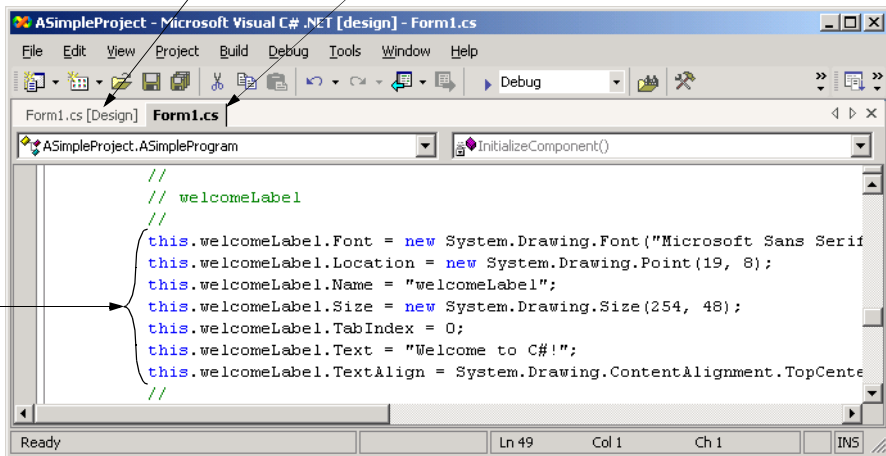 ASimpleProject - Microsoft Visual C# .NET [design] - Form1.cs
File Edit View Project Build Debug Tools Window Help
Debug
Form1.cs [Design] Form1.cs
ASimpleProject.ASimpleProgram InitializeComponent()
//
// welcomeLabel
//
this.welcomeLabel.Font = new System.Drawing.Font("Microsoft Sans Serif
this.welcomeLabel.Location = new System.Drawing.Point(19, 8);
this.welcomeLabel.Name = "welcomeLabel";
this.welcomeLabel.Size = new System.Drawing.Size(254, 48);
this.welcomeLabel.TabIndex = 0;
this.welcomeLabel.Text = "Welcome to C#!";
this.welcomeLabel.TextAlign = System.Drawing.ContentAlignment.TopCente
//
Ready Ln 49 Col 1 Ch 1 INS